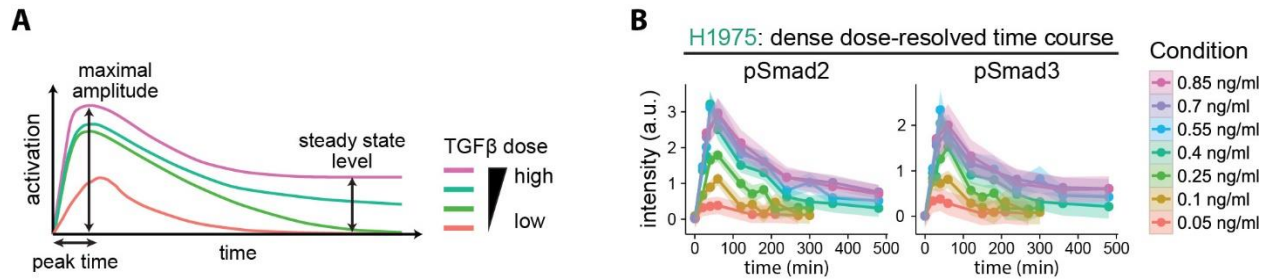 A
activation
maximal
amplitude
steady state
level
peak time
time
TGFβ dose
high
low
B
H1975: dense dose-resolved time course
pSmad2
pSmad3
intensity (a.u.)
3
2
1
0
0 100 200 300 400 500
time (min)
2
1
0
0 100 200 300 400 500
time (min)
Condition
0.85 ng/ml
0.7 ng/ml
0.55 ng/ml
0.4 ng/ml
0.25 ng/ml
0.1 ng/ml
0.05 ng/ml